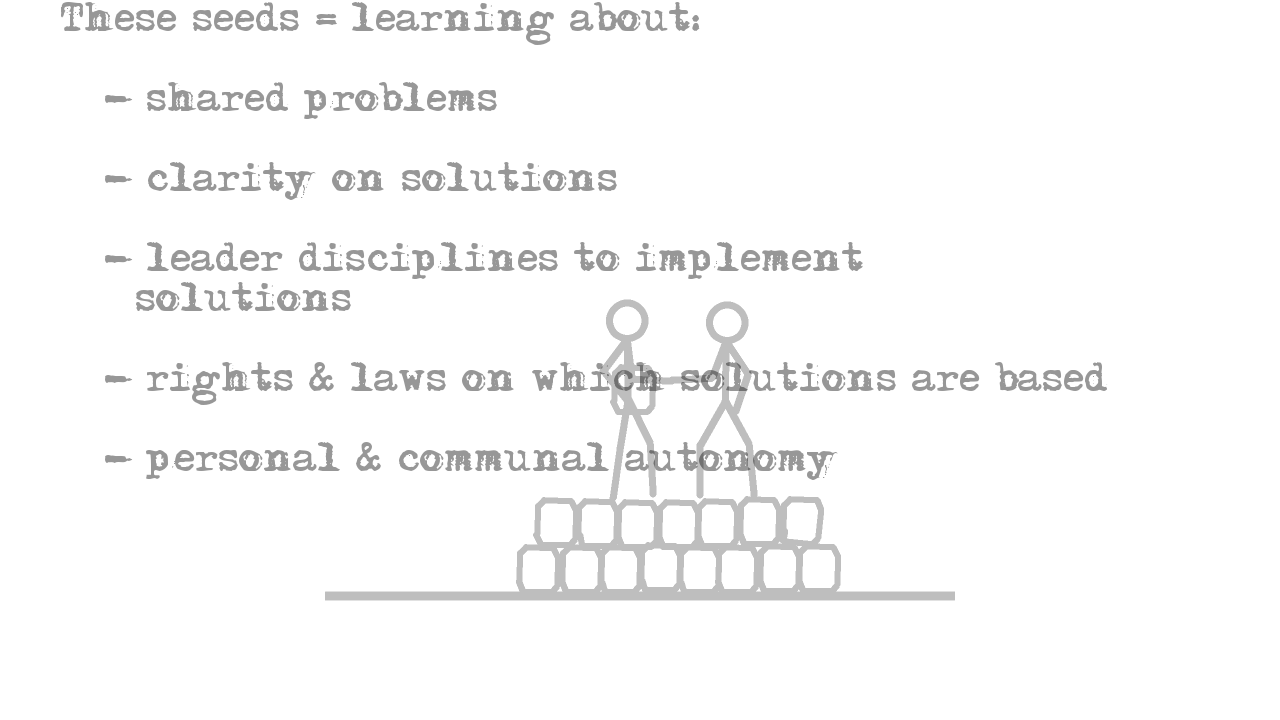 These seeds = learning about:
- shared problems
- clarity on solutions
- leader disciplines to implement
solutions
- rights & laws on which solutions are based
- personal & communal autonomy